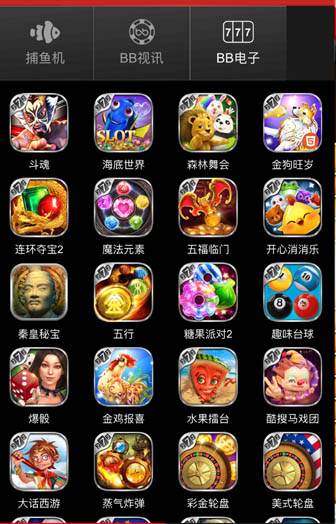 捕鱼机
BB视讯
777
BB电子
斗魂
SLOT
海底世界
森林舞会
5
金狗旺岁
连环夺宝2
魔法元素
五福临门
开心消消乐
秦皇秘宝
五行
糖果派对2
10
8
2
趣味台球
爆骰
金鸡报喜
水果擂台
酷搜马戏团
大话西游
蒸气炸弹
彩金轮盘
美式轮盘